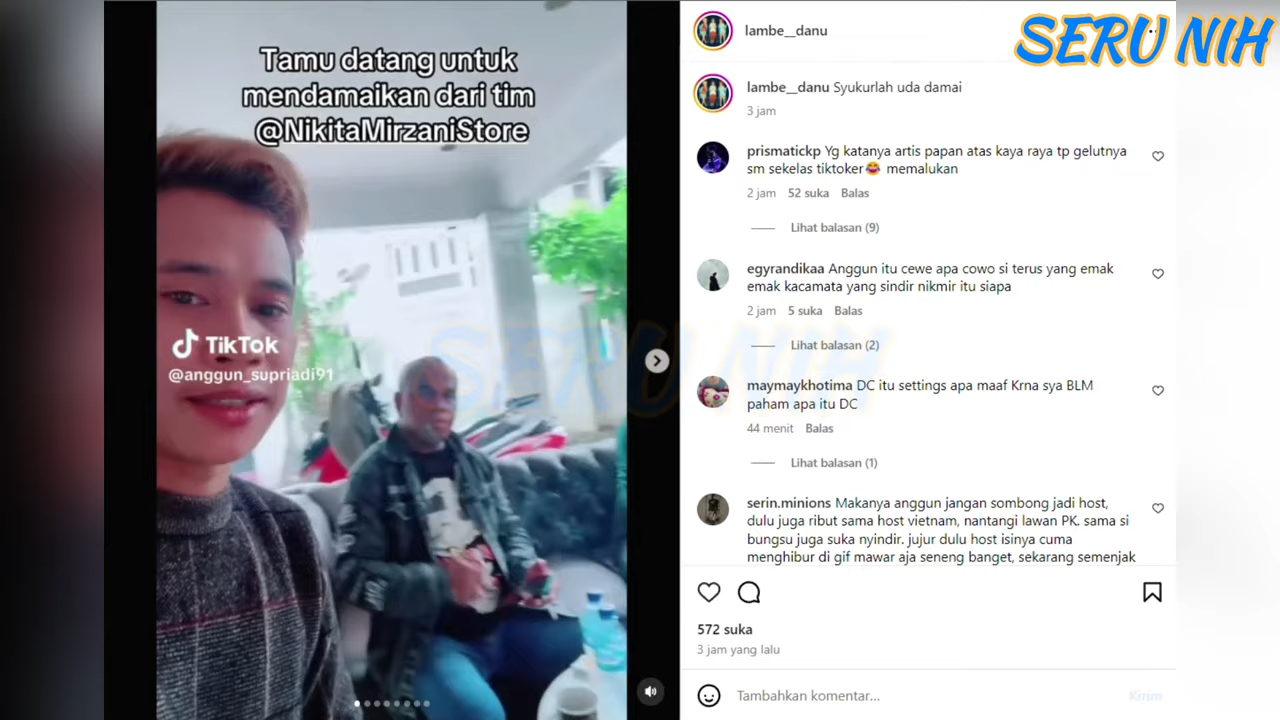 Tamu datang untuk
mendamaikan dari tim
@NikitaMirzaniStore
TikTok
@anggun_supriadi91
SERU NIH
SERU NIH
lambe__danu
lambe__danu Syukurlah uda damai
3 jam
prismatickp Yg katanya artis papan atas kaya raya tp gelutnya
sm sekelas tiktoker😂 memalukan
2 jam 52 suka Balas
Lihat balasan (9)
egyrandikaa Anggun itu cewe apa cowo si terus yang emak
emak kacamata yang sindir nikmir itu siapa
2 jam 5 suka Balas
Lihat balasan (2)
maymaykhotima DC itu settings apa maaf Krna sya BLM
paham apa itu DC
44 menit Balas
Lihat balasan (1)
serin.minions Makanya anggun jangan sombong jadi host,
dulu juga ribut sama host vietnam, nantangi lawan PK. sama si
bungsu juga suka nyindir. jujur dulu host isinya cuma
menghibur di gif mawar aja seneng banget, sekarang semenjak
572 suka
3 jam yang lalu
Tambahkan komentar...
Kirim